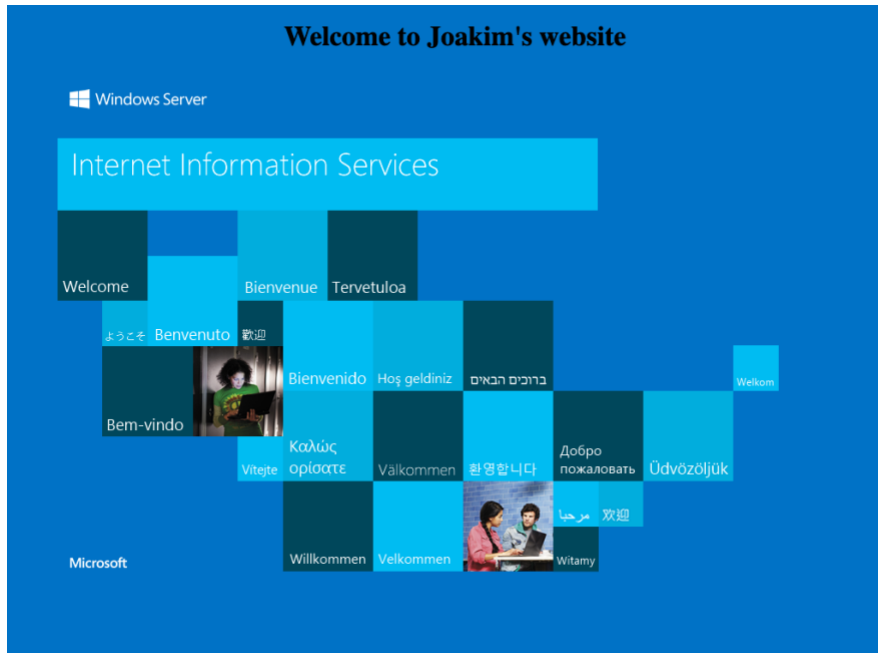 Welcome to Joakim's website
Windows Server
Internet Information Services
Welcome
Bienvenue
Tervetuloa
ようこそ
Benvenuto
歡迎
Bienvenido
Hoş geldiniz
ברוכים הבאים
Welkom
Bem-vindo
Vítejte
Καλώς
ορίσατε
Välkommen
환영합니다
Добро
пожаловать
Üdvözöljük
مرحبا
欢迎
Microsoft
Willkommen
Velkommen
Witamy